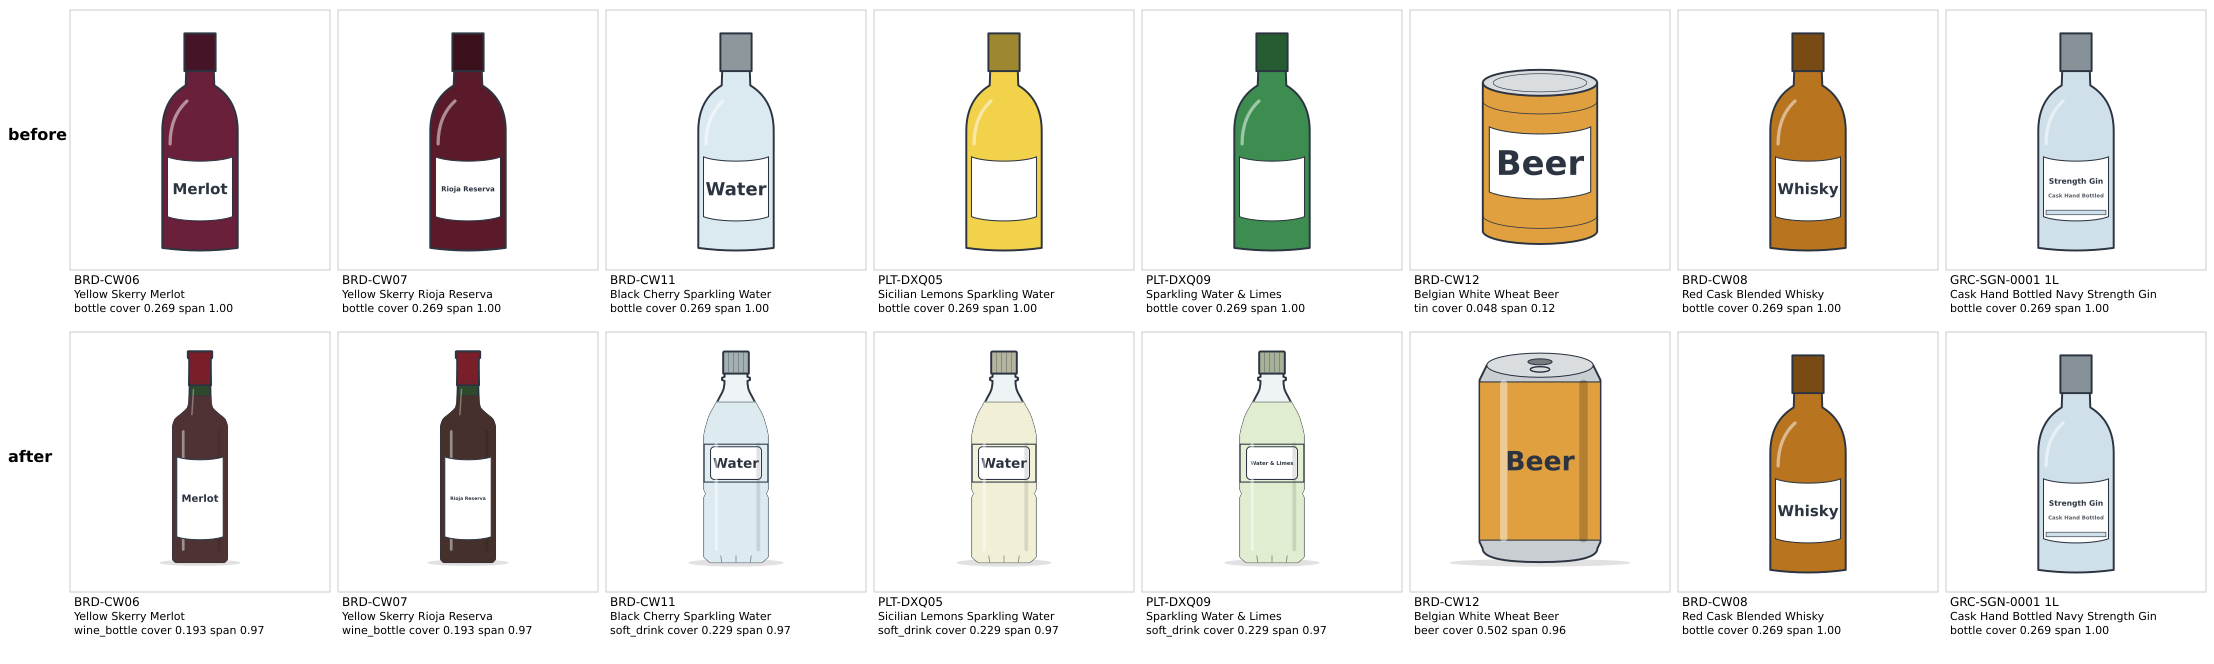 before
Merlot
Rioja Reserva
Water
Beer
Whisky
Strength Gin
Cask Hand Bottled
BRD-CW06
Yellow Skerry Merlot
bottle cover 0.269 span 1.00
BRD-CW07
Yellow Skerry Rioja Reserva
bottle cover 0.269 span 1.00
BRD-CW11
Black Cherry Sparkling Water
bottle cover 0.269 span 1.00
PLT-DXQ05
Sicilian Lemons Sparkling Water
bottle cover 0.269 span 1.00
PLT-DXQ09
Sparkling Water & Limes
bottle cover 0.269 span 1.00
BRD-CW12
Belgian White Wheat Beer
tin cover 0.048 span 0.12
BRD-CW08
Red Cask Blended Whisky
bottle cover 0.269 span 1.00
GRC-SGN-0001 1L
Cask Hand Bottled Navy Strength Gin
bottle cover 0.269 span 1.00
after
Merlot
Rioja Reserva
Water
Water
Water & Limes
Beer
Whisky
Strength Gin
Cask Hand Bottled
BRD-CW06
Yellow Skerry Merlot
wine_bottle cover 0.193 span 0.97
BRD-CW07
Yellow Skerry Rioja Reserva
wine_bottle cover 0.193 span 0.97
BRD-CW11
Black Cherry Sparkling Water
soft_drink cover 0.229 span 0.97
PLT-DXQ05
Sicilian Lemons Sparkling Water
soft_drink cover 0.229 span 0.97
PLT-DXQ09
Sparkling Water & Limes
soft_drink cover 0.229 span 0.97
BRD-CW12
Belgian White Wheat Beer
beer cover 0.502 span 0.96
BRD-CW08
Red Cask Blended Whisky
bottle cover 0.269 span 1.00
GRC-SGN-0001 1L
Cask Hand Bottled Navy Strength Gin
bottle cover 0.269 span 1.00